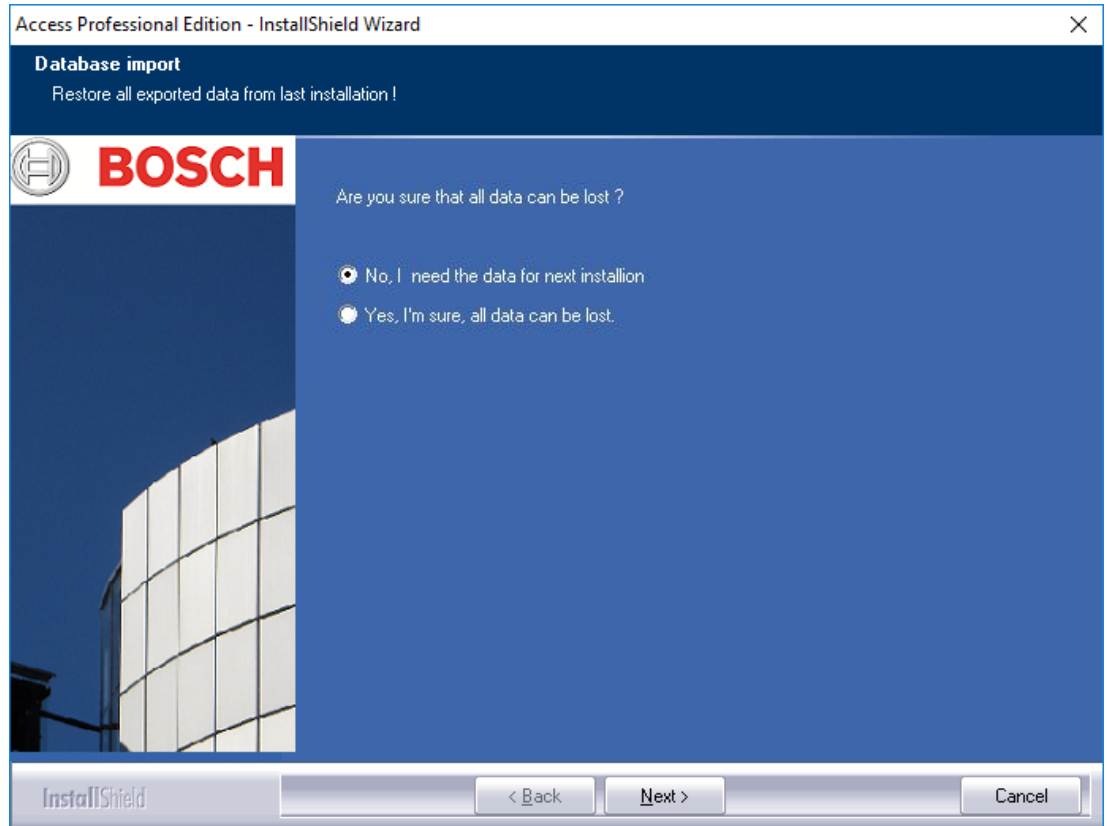 Access Professional Edition - InstallShield Wizard
Database import
Restore all exported data from last installation !
BOSCH
Are you sure that all data can be lost ?
No, I need the data for next installion
Yes, I'm sure, all data can be lost.
InstallShield
< Back
Next >
Cancel